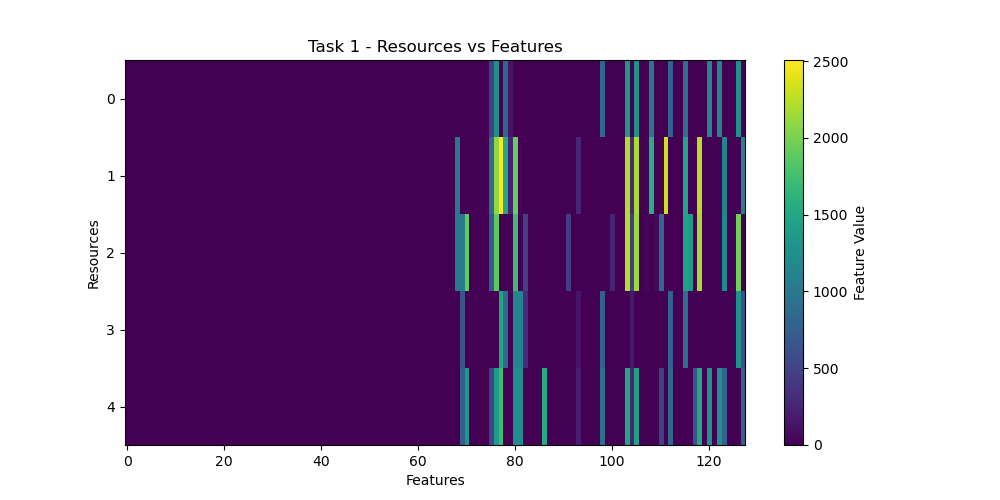 Task 1 - Resources vs Features
Resources
0
1
2
3
4
0 20 40 60 80 100 120
Features
2500
2000
1500
1000
500
0
Feature Value